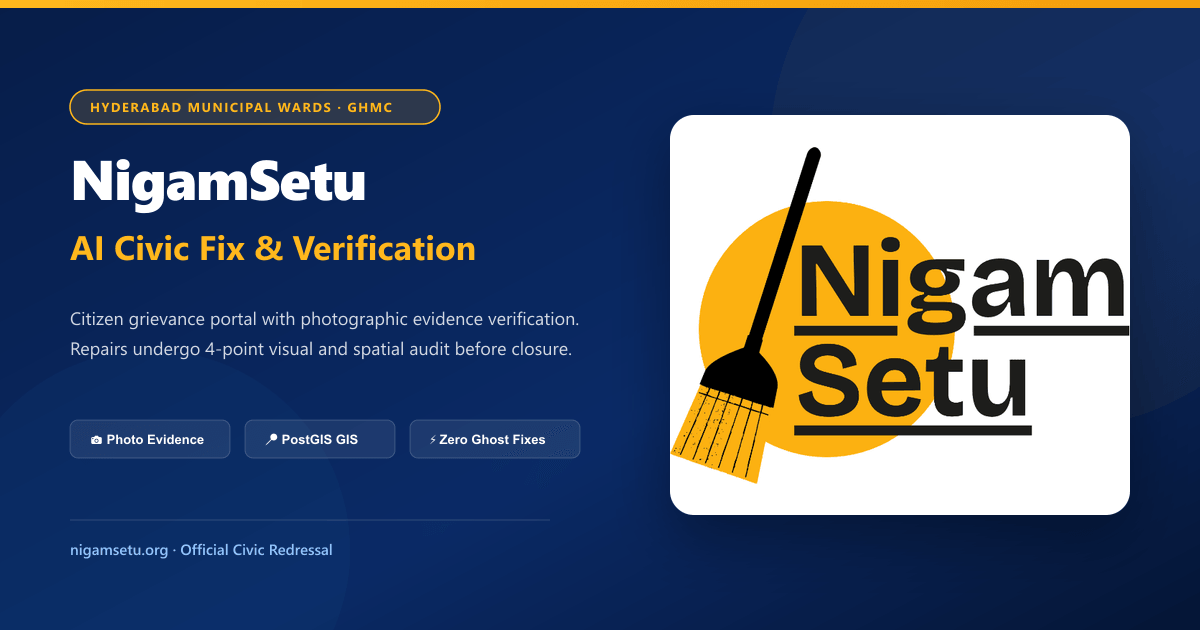 HYDERABAD MUNICIPAL WARDS · GHMC
NigamSetu
AI Civic Fix & Verification
Citizen grievance portal with photographic evidence verification.
Repairs undergo 4-point visual and spatial audit before closure.
📷 Photo Evidence
📍 PostGIS GIS
⚡ Zero Ghost Fixes
nigamsetu.org · Official Civic Redressal
Nigam
Setu